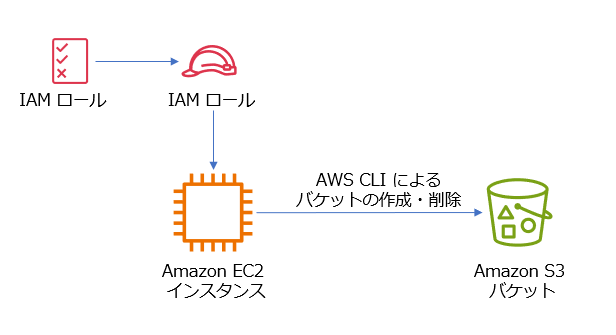 IAM ロール
IAM ロール
AWS CLI による
バケットの作成・削除
Amazon EC2
インスタンス
Amazon S3
バケット